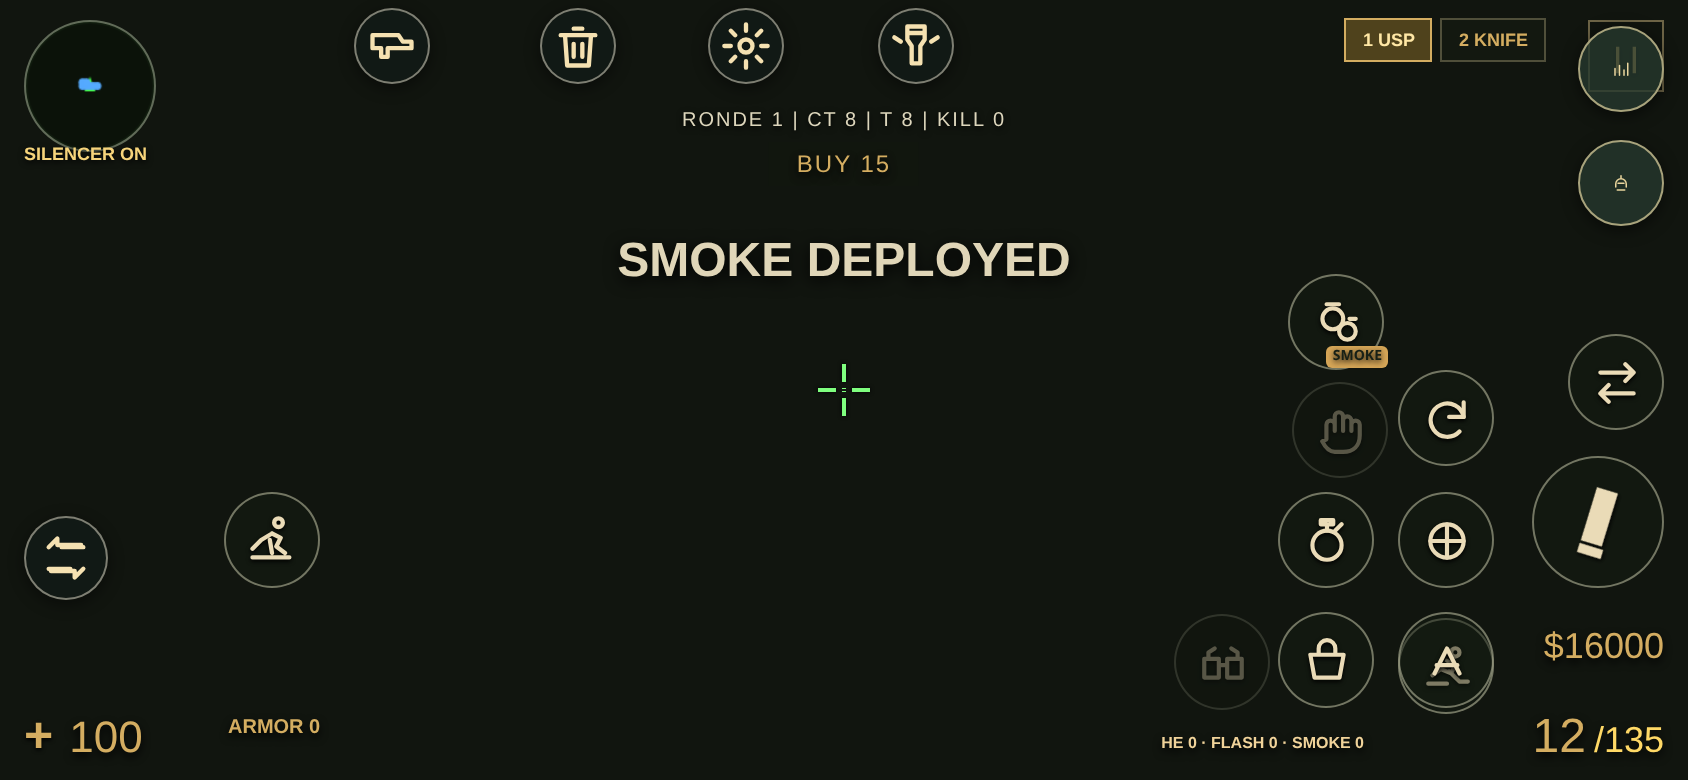 1 USP
2 KNIFE
RONDE 1 | CT 8 | T 8 | KILL 0
SILENCER ON
BUY 15
SMOKE DEPLOYED
SMOKE
$16000
+ 100
ARMOR 0
HE 0 · FLASH 0 · SMOKE 0
12 /135